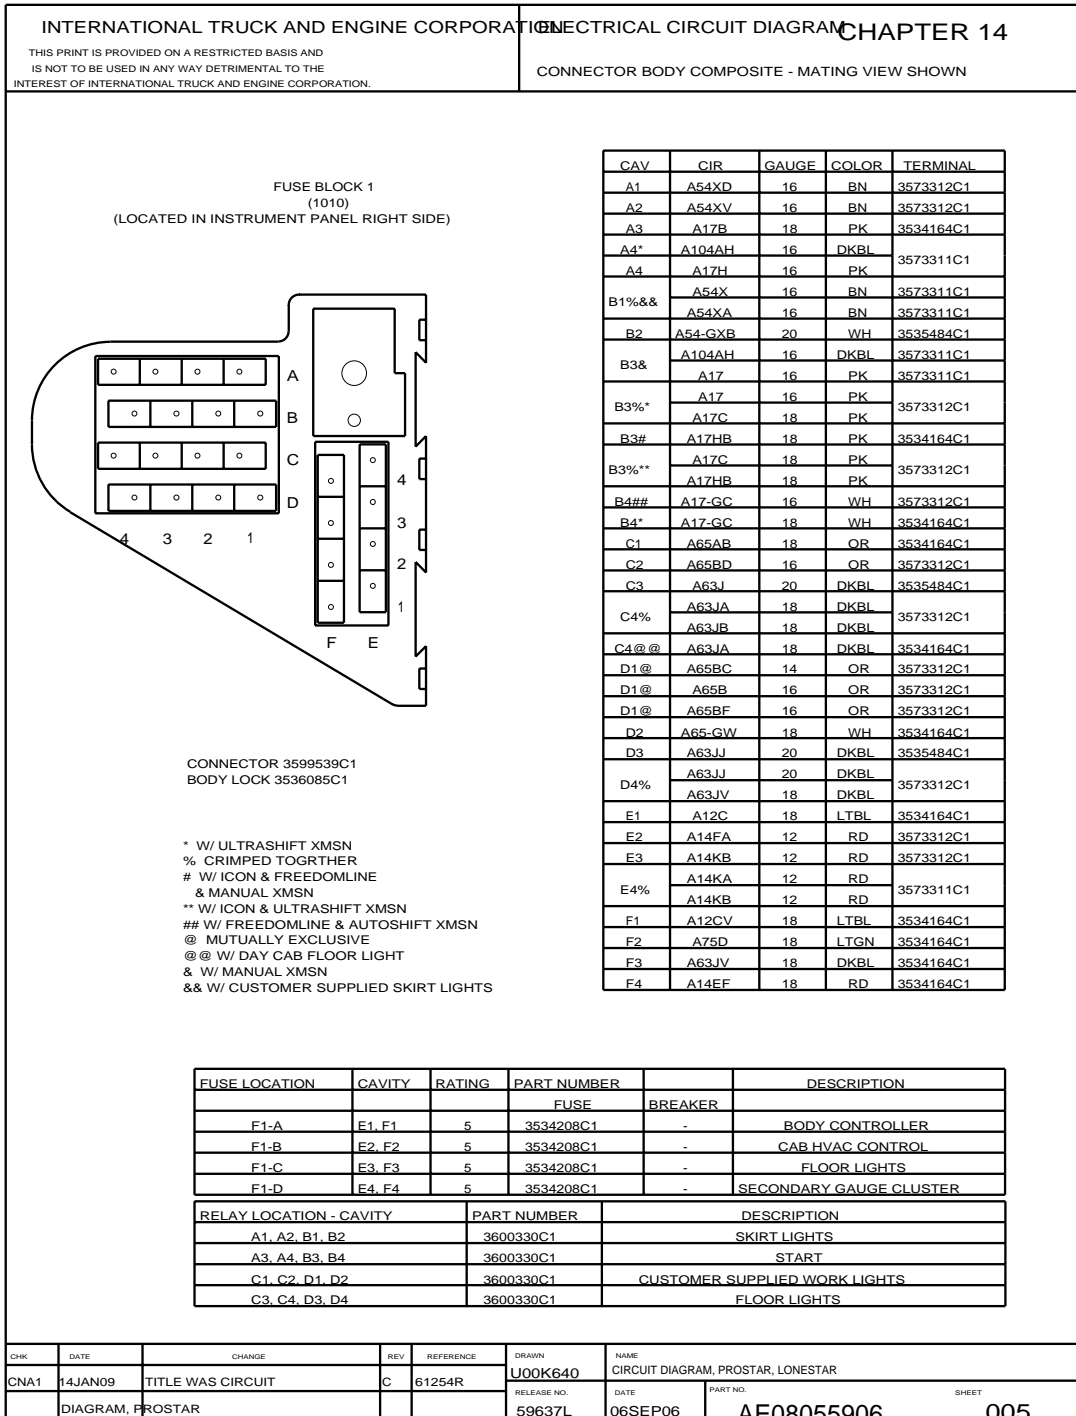 INTERNATIONAL TRUCK AND ENGINE CORPORATION
THIS PRINT IS PROVIDED ON A RESTRICTED BASIS AND
IS NOT TO BE USED IN ANY WAY DETRIMENTAL TO THE
INTEREST OF INTERNATIONAL TRUCK AND ENGINE CORPORATION.
ELECTRICAL CIRCUIT DIAGRAM
CHAPTER 14
CONNECTOR BODY COMPOSITE - MATING VIEW SHOWN
FUSE BLOCK 1
(1010)
(LOCATED IN INSTRUMENT PANEL RIGHT SIDE)
A
B
C
D
4 3 2 1
4
3
2
1
F E
CONNECTOR 3599539C1
BODY LOCK 3536085C1
* W/ ULTRASHIFT XMSN
% CRIMPED TOGRTHER
# W/ ICON & FREEDOMLINE
& MANUAL XMSN
** W/ ICON & ULTRASHIFT XMSN
## W/ FREEDOMLINE & AUTOSHIFT XMSN
@ MUTUALLY EXCLUSIVE
@@ W/ DAY CAB FLOOR LIGHT
& W/ MANUAL XMSN
&& W/ CUSTOMER SUPPLIED SKIRT LIGHTS
CAV CIR GAUGE COLOR TERMINAL
A1 A54XD 16 BN 3573312C1
A2 A54XV 16 BN 3573312C1
A3 A17B 18 PK 3534164C1
A4* A104AH 16 DKBL 3573311C1
A4 A17H 16 PK
B1%&& A54X 16 BN 3573311C1
A54XA 16 BN 3573311C1
B2 A54-GXB 20 WH 3535484C1
B3& A104AH 16 DKBL 3573311C1
A17 16 PK 3573311C1
B3%* A17 16 PK 3573312C1
A17C 18 PK
B3# A17HB 18 PK 3534164C1
B3%** A17C 18 PK 3573312C1
A17HB 18 PK
B4## A17-GC 16 WH 3573312C1
B4* A17-GC 18 WH 3534164C1
C1 A65AB 18 OR 3534164C1
C2 A65BD 16 OR 3573312C1
C3 A63J 20 DKBL 3535484C1
C4% A63JA 18 DKBL 3573312C1
A63JB 18 DKBL
C4@@ A63JA 18 DKBL 3534164C1
D1@ A65BC 14 OR 3573312C1
D1@ A65B 16 OR 3573312C1
D1@ A65BF 16 OR 3573312C1
D2 A65-GW 18 WH 3534164C1
D3 A63JJ 20 DKBL 3535484C1
D4% A63JJ 20 DKBL 3573312C1
A63JV 18 DKBL
E1 A12C 18 LTBL 3534164C1
E2 A14FA 12 RD 3573312C1
E3 A14KB 12 RD 3573312C1
E4% A14KA 12 RD 3573311C1
A14KB 12 RD
F1 A12CV 18 LTBL 3534164C1
F2 A75D 18 LTGN 3534164C1
F3 A63JV 18 DKBL 3534164C1
F4 A14EF 18 RD 3534164C1
FUSE LOCATION CAVITY RATING PART NUMBER DESCRIPTION
FUSE BREAKER
F1-A E1, F1 5 3534208C1 - BODY CONTROLLER
F1-B E2, F2 5 3534208C1 - CAB HVAC CONTROL
F1-C E3, F3 5 3534208C1 - FLOOR LIGHTS
F1-D E4, F4 5 3534208C1 - SECONDARY GAUGE CLUSTER
RELAY LOCATION - CAVITY PART NUMBER DESCRIPTION
A1, A2, B1, B2 3600330C1 SKIRT LIGHTS
A3, A4, B3, B4 3600330C1 START
C1, C2, D1, D2 3600330C1 CUSTOMER SUPPLIED WORK LIGHTS
C3, C4, D3, D4 3600330C1 FLOOR LIGHTS
CHK DATE CHANGE REV REFERENCE
CNA1 14JAN09 TITLE WAS CIRCUIT C 61254R
DIAGRAM, PROSTAR
DRAWN
U00K640
NAME
CIRCUIT DIAGRAM, PROSTAR, LONESTAR
RELEASE NO. DATE PART NO. SHEET
59637L 06SEP06 AE08055906 005